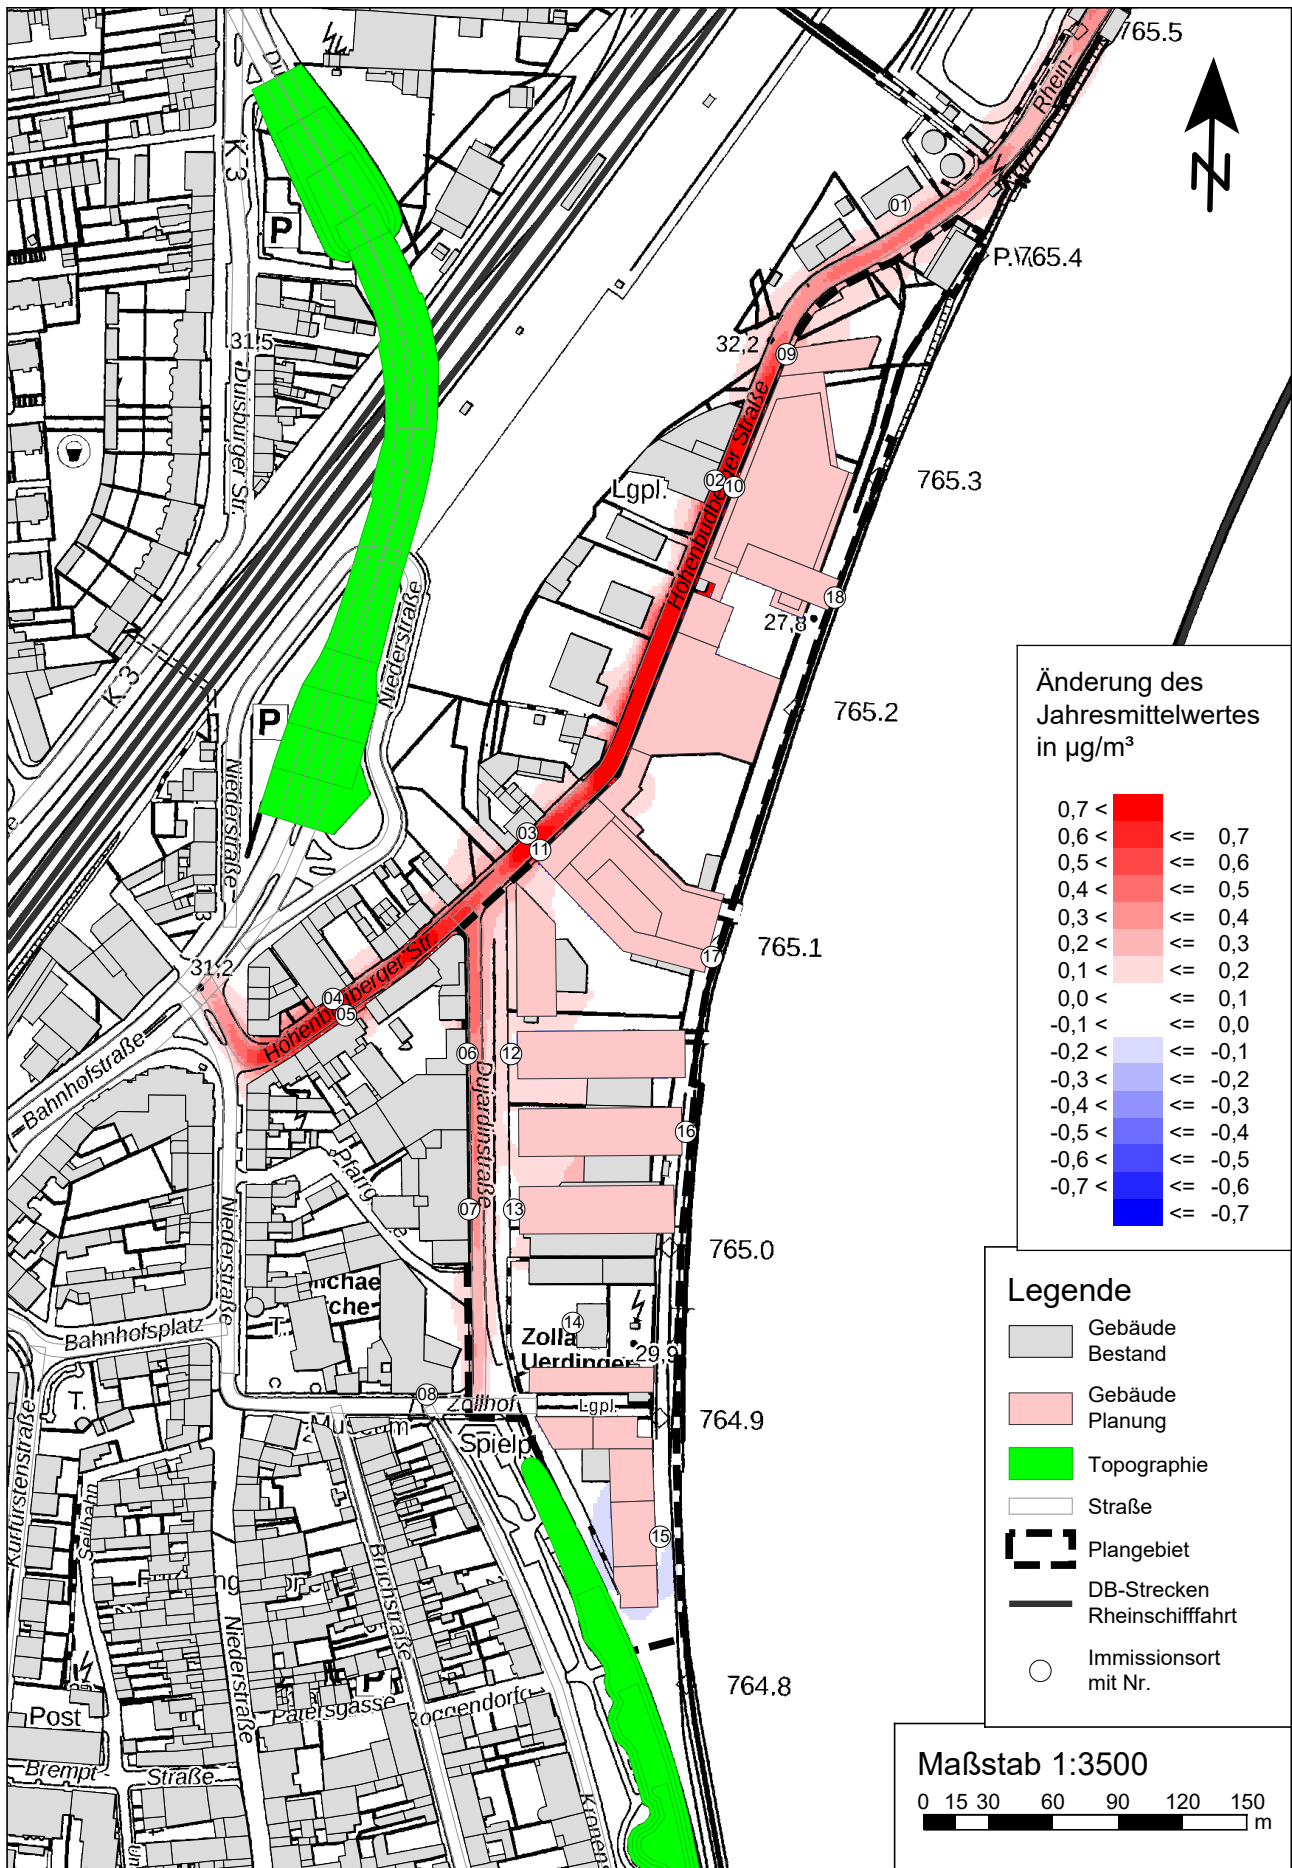 765.5
Rhein-
K 3
P
01
P.
765.4
31,5
32,2
09
Duisburger Str.
Hohenbudberger Straße
02
10
Lgpl.
765.3
18
27,8
Niederstraße
K 3
P
765.2
Niederstraße
03
11
765.1
17
31,2
04
05
Hohenbudberger Str.
06
12
Dujardinstraße
Bahnhofstraße
16
07
13
Niederstraße
765.0
14
T.
Bahnhofsplatz
29,9
08
Zollhof
Lgpl.
764.9
T.
Museum
Spielp
Kurfürstenstraße
Seilbahn
15
Bruchstraße
Niederstraße
P
764.8
Post
Patersgasse
Brempt-
Straße
Änderung des
Jahresmittelwertes
in µg/m³
0,7 <
0,6 < <= 0,7
0,5 < <= 0,6
0,4 < <= 0,5
0,3 < <= 0,4
0,2 < <= 0,3
0,1 < <= 0,2
0,0 < <= 0,1
-0,1 < <= 0,0
-0,2 < <= -0,1
-0,3 < <= -0,2
-0,4 < <= -0,3
-0,5 < <= -0,4
-0,6 < <= -0,5
-0,7 < <= -0,6
<= -0,7
Legende
Gebäude
Bestand
Gebäude
Planung
Topographie
Straße
Plangebiet
DB-Strecken
Rheinschifffahrt
Immissionsort
mit Nr.
Maßstab 1:3500
0 15 30 60 90 120 150
m
N